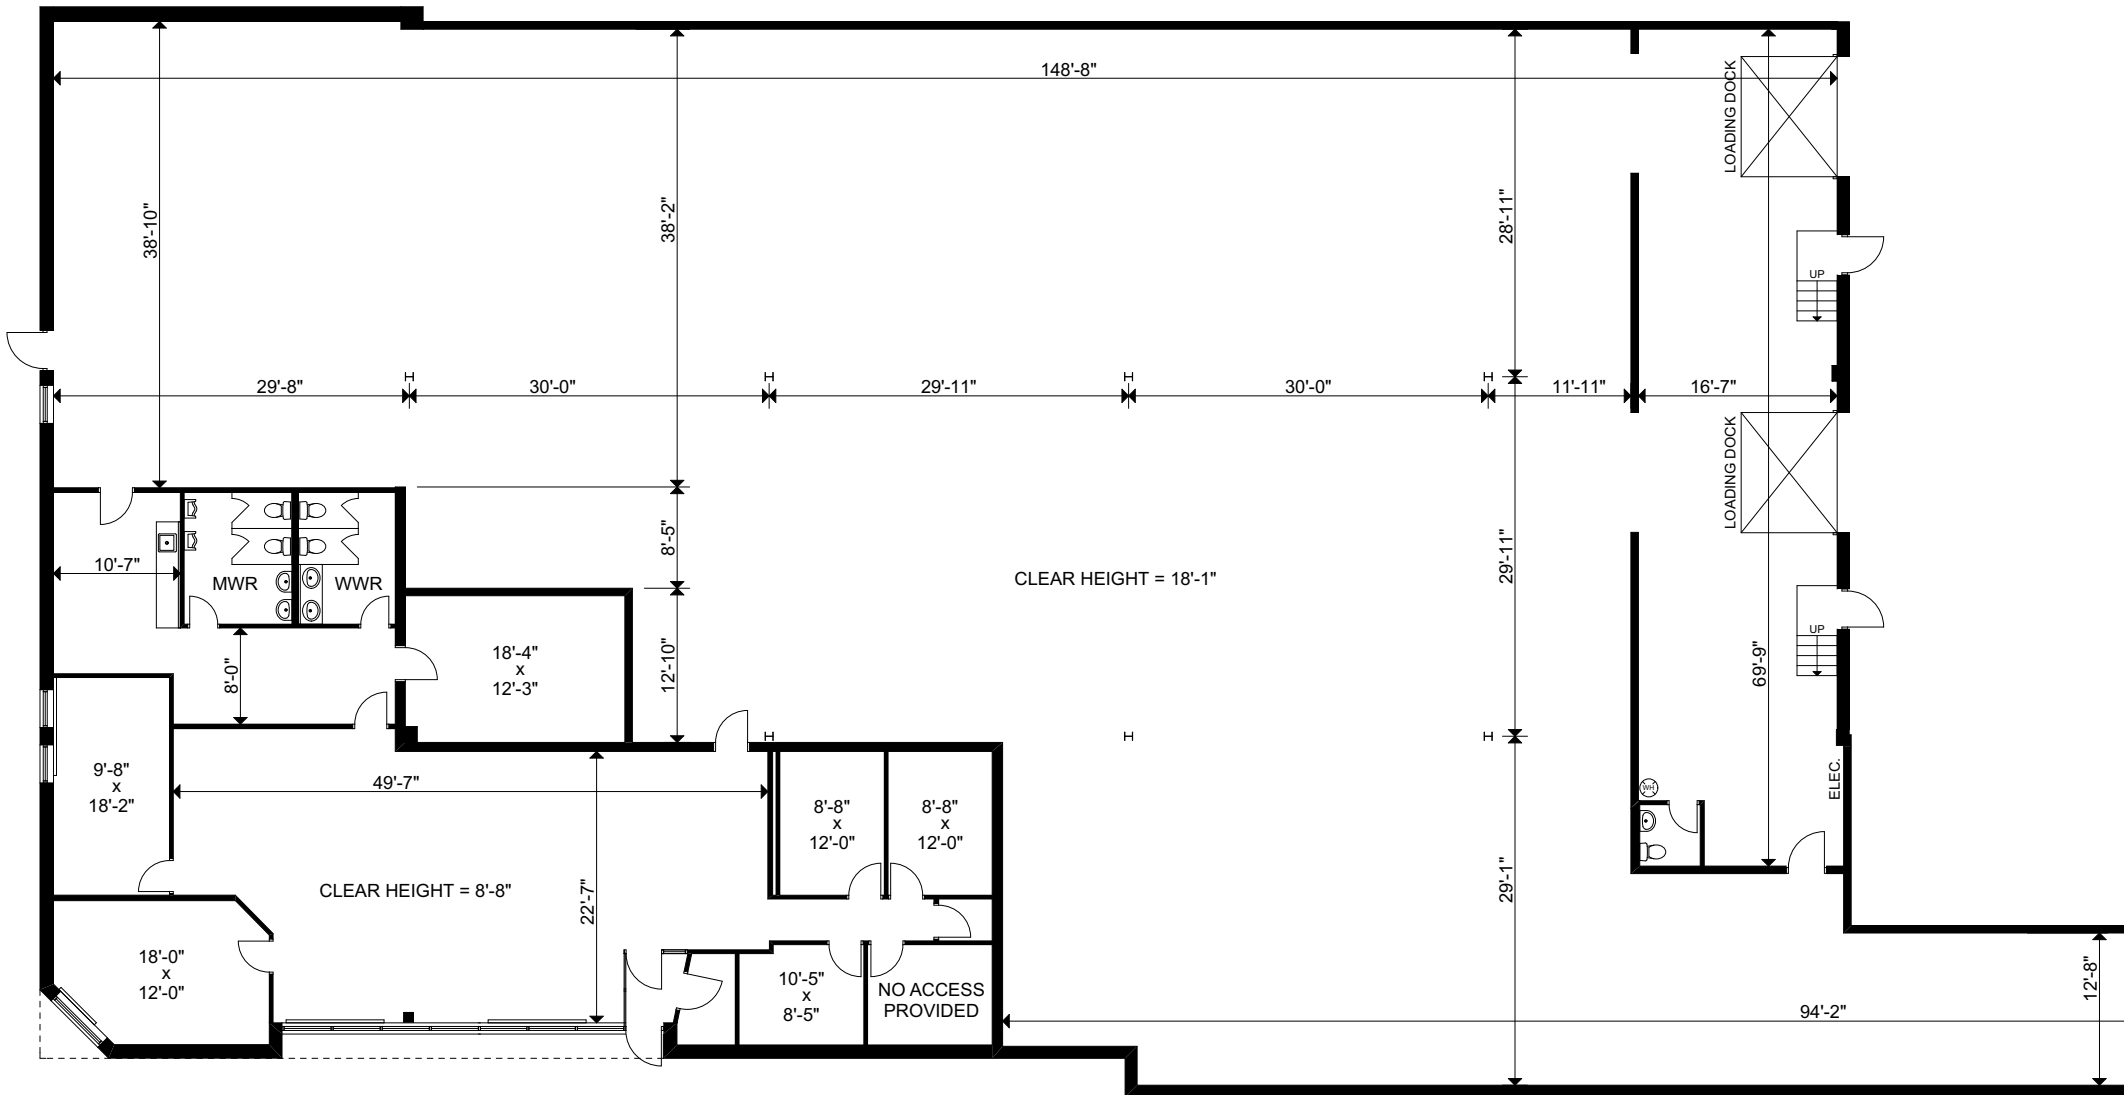 148'-8"
LOADING DOCK
38'-10"
38'-2"
28'-11"
UP
29'-8"
30'-0"
29'-11"
30'-0"
11'-11"
16'-7"
LOADING DOCK
8'-5"
29'-11"
10'-7"
MWR
WWR
CLEAR HEIGHT = 18'-1"
UP
8'-0"
18'-4"
x
12'-3"
12'-10"
69'-9"
9'-8"
x
18'-2"
49'-7"
8'-8"
x
12'-0"
8'-8"
x
12'-0"
WH
ELEC.
CLEAR HEIGHT = 8'-8"
22'-7"
29'-1"
18'-0"
x
12'-0"
10'-5"
x
8'-5"
NO ACCESS
PROVIDED
94'-2"
12'-8"